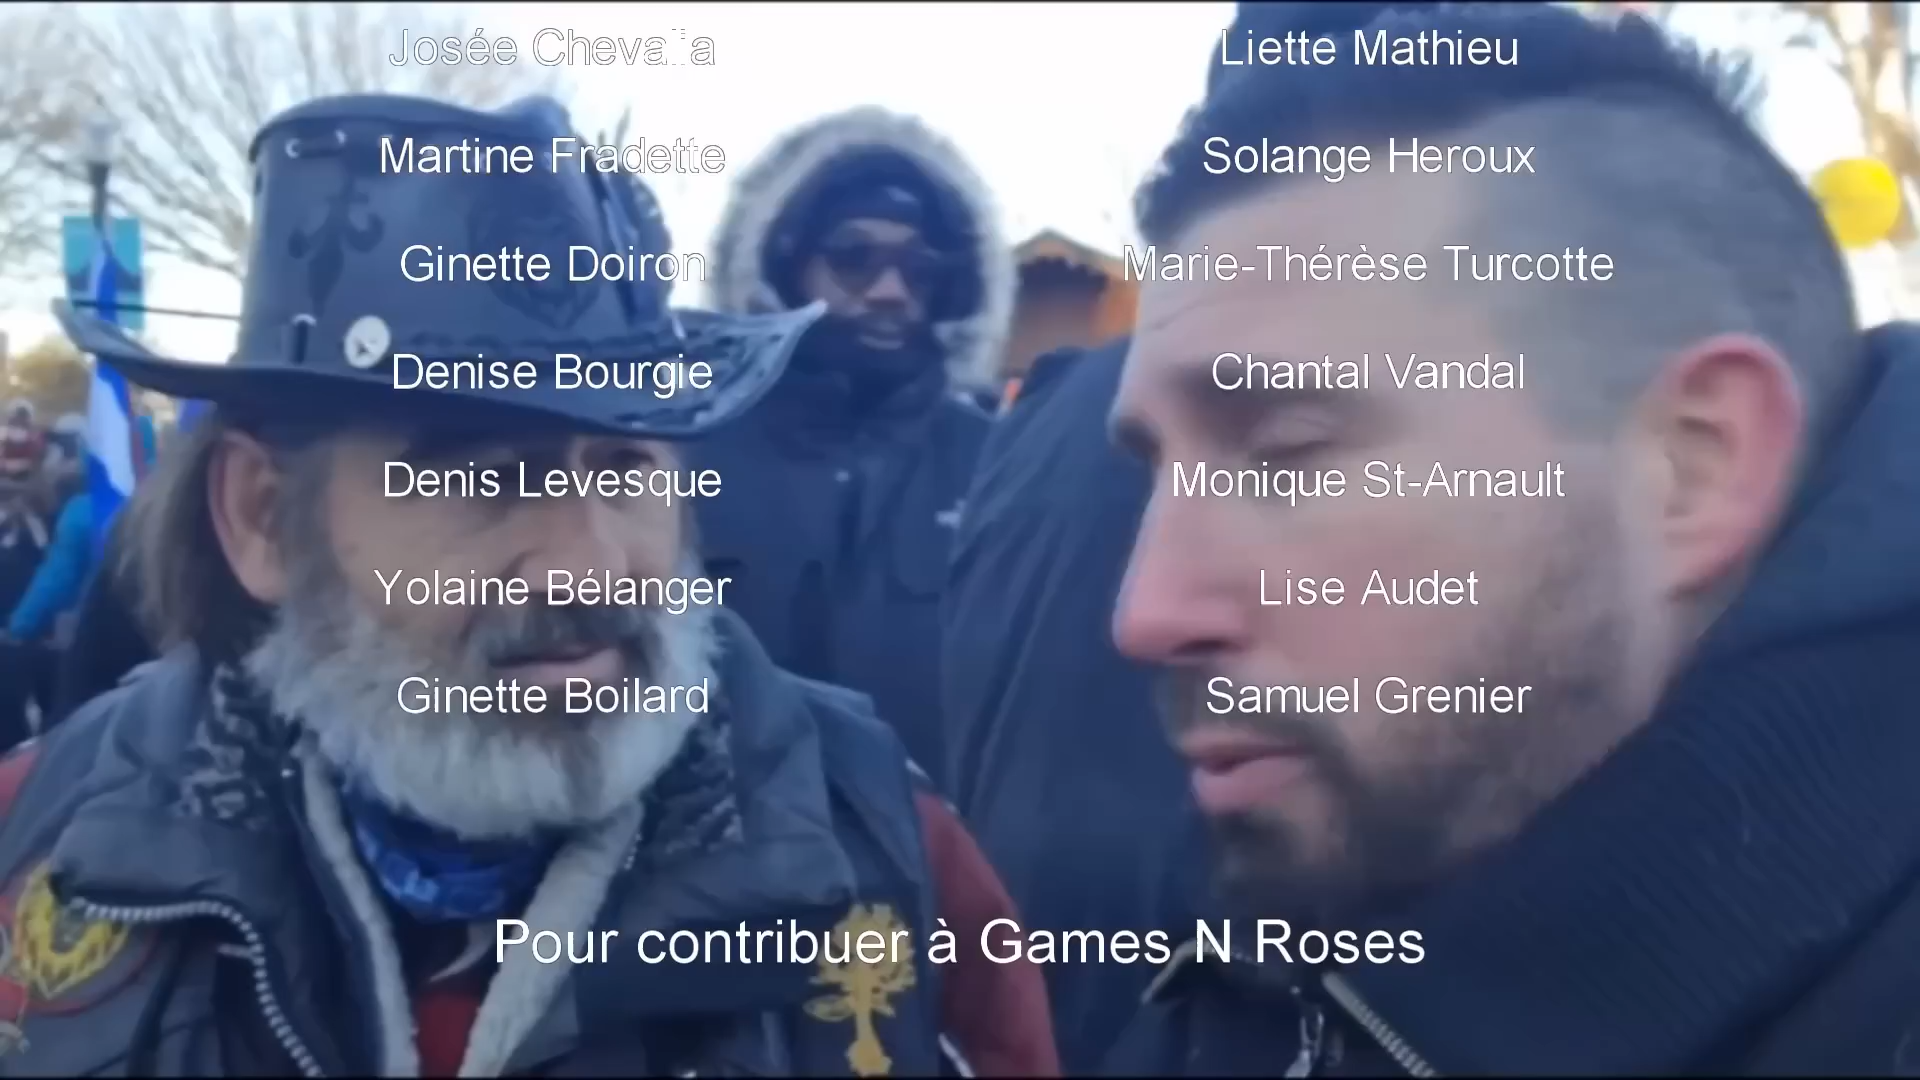 Josée
Liette Mathieu
Martine Fradette
Solange Heroux
Ginette Doiron
Marie-Thérèse Turcotte
Denise Bourgie
Chantal Vandal
Denis Levesque
Monique St-Arnault
Yolaine Bélanger
Lise Audet
Ginette Boilard
Samuel Grenier
Pour contribuer à Games N Roses